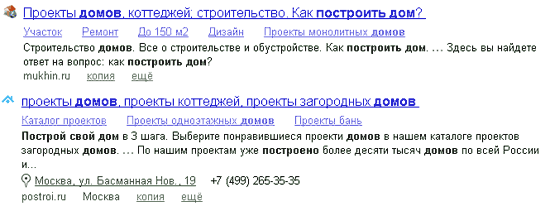 Проекты домов, коттеджей; строительство. Как построить дом?
Участок Ремонт До 150 м2 Дизайн Проекты монолитных домов
Строительство домов. Все о строительстве и обустройстве. Как построить дом. ... Здесь вы найдете
ответ на вопрос: как построить дом?
mukhin.ru копия ещё
проекты домов, проекты коттеджей, проекты загородных домов
Каталог проектов Проекты одноэтажных домов Проекты бань
Построй свой дом в 3 шага. Выберите понравившиеся проекти домов в нашем каталоге проектов
загородных домов. ... По нашим проектам уже построено более десяти тысяч домов по всей России
и...
Москва, ул. Басманная Нов., 19 +7 (499) 265-35-35
postroi.ru Москва копия ещё